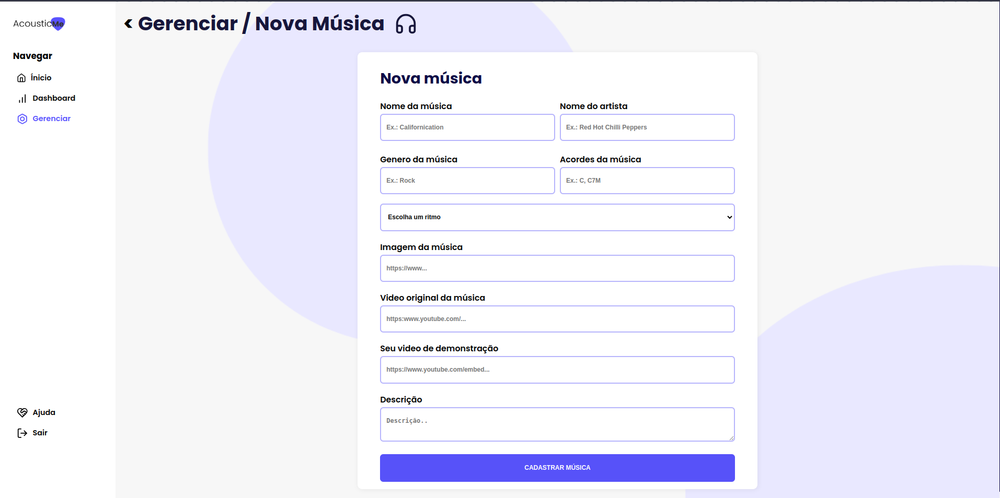 AcousticMe
Navegar
Ínicio
Dashboard
Gerenciar
Ajuda
Sair
< Gerenciar / Nova Música
Nova música
Nome da música
Nome do artista
Ex.: Californication
Ex.: Red Hot Chilli Peppers
Genero da música
Acordes da música
Ex.: Rock
Ex.: C, C7M
Escolha um ritmo
Imagem da música
https://www...
Video original da música
https:www.youtube.com/...
Seu video de demonstração
https://www.youtube.com/embed...
Descrição
Descrição..
CADASTRAR MÚSICA